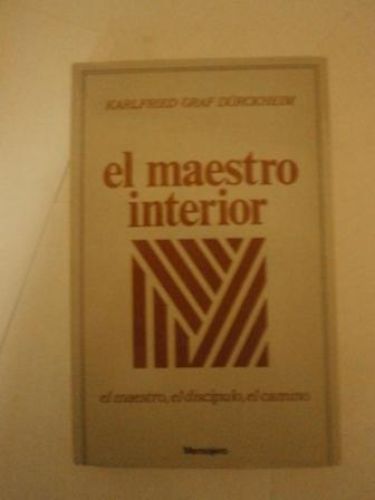 KARLFRIED GRAF DÜRCKHEIM
el maestro
interior
el maestro, el discípulo, el camino
Mensajero